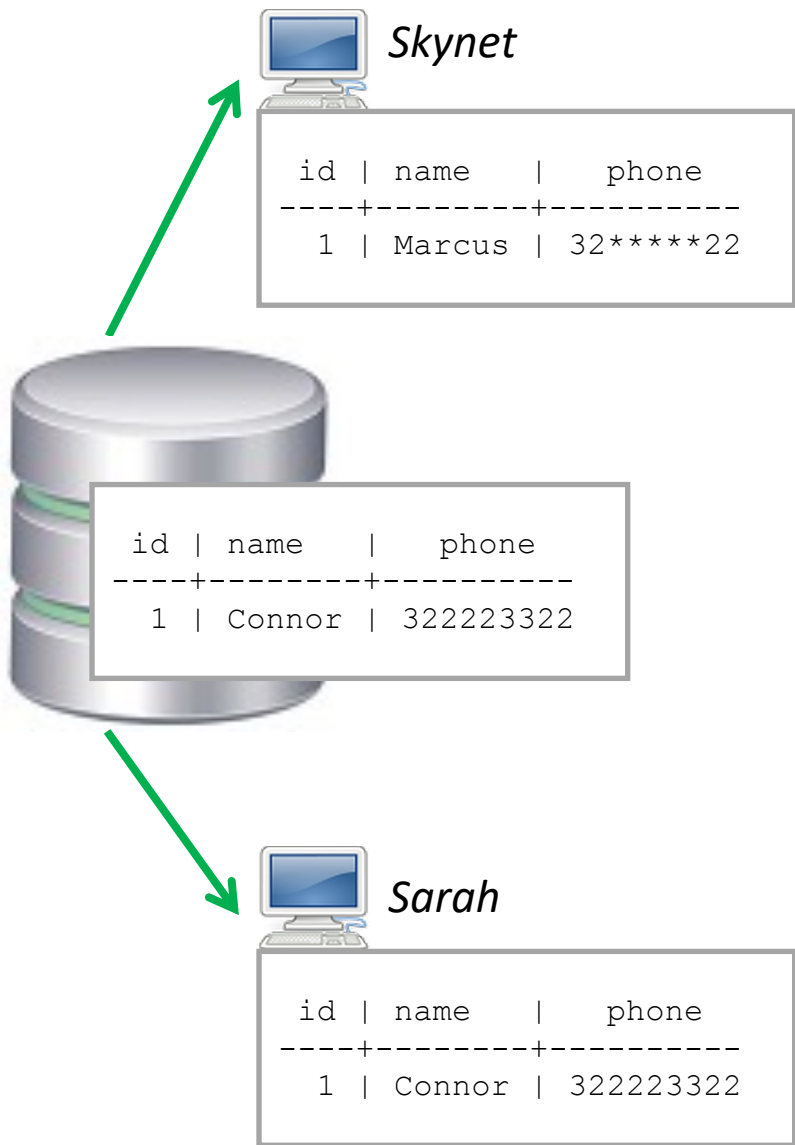 Skynet
 id | name   |   phone
----+--------+----------
  1 | Marcus | 32*****22
 id | name   |   phone
----+--------+----------
  1 | Connor | 322223322
Sarah
 id | name   |   phone
----+--------+----------
  1 | Connor | 322223322